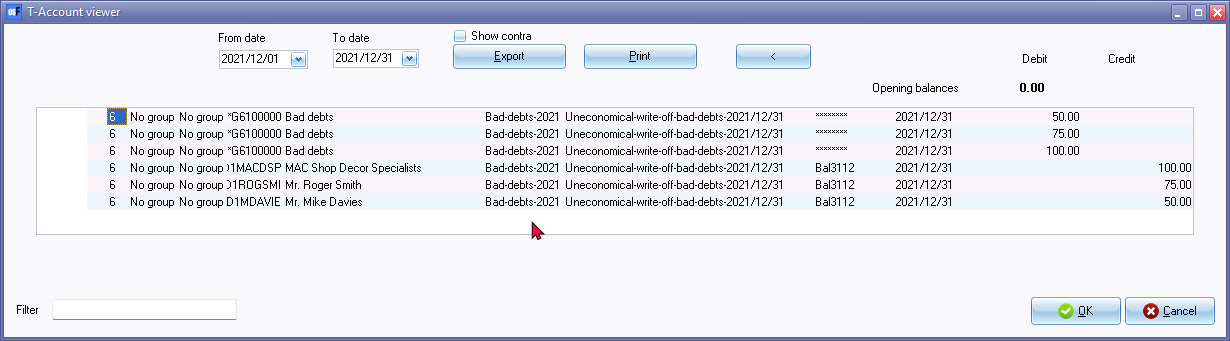 T-Account viewer
From date To date Show contra
2021/12/01 2021/12/31 Export Print < Debit Credit
Opening balances 0.00
6 No group No group *G6100000 Bad debts Bad-debts-2021 Uneconomical-write-off-bad-debts-2021/12/31 ******** 2021/12/31 50.00
6 No group No group *G6100000 Bad debts Bad-debts-2021 Uneconomical-write-off-bad-debts-2021/12/31 ******** 2021/12/31 75.00
6 No group No group *G6100000 Bad debts Bad-debts-2021 Uneconomical-write-off-bad-debts-2021/12/31 ******** 2021/12/31 100.00
6 No group No group D1MACDSP MAC Shop Decor Specialists Bad-debts-2021 Uneconomical-write-off-bad-debts-2021/12/31 Bal3112 2021/12/31 100.00
6 No group No group D1ROGSMI Mr. Roger Smith Bad-debts-2021 Uneconomical-write-off-bad-debts-2021/12/31 Bal3112 2021/12/31 75.00
6 No group No group D1MDAVIE Mr. Mike Davies Bad-debts-2021 Uneconomical-write-off-bad-debts-2021/12/31 Bal3112 2021/12/31 50.00
Filter OK Cancel